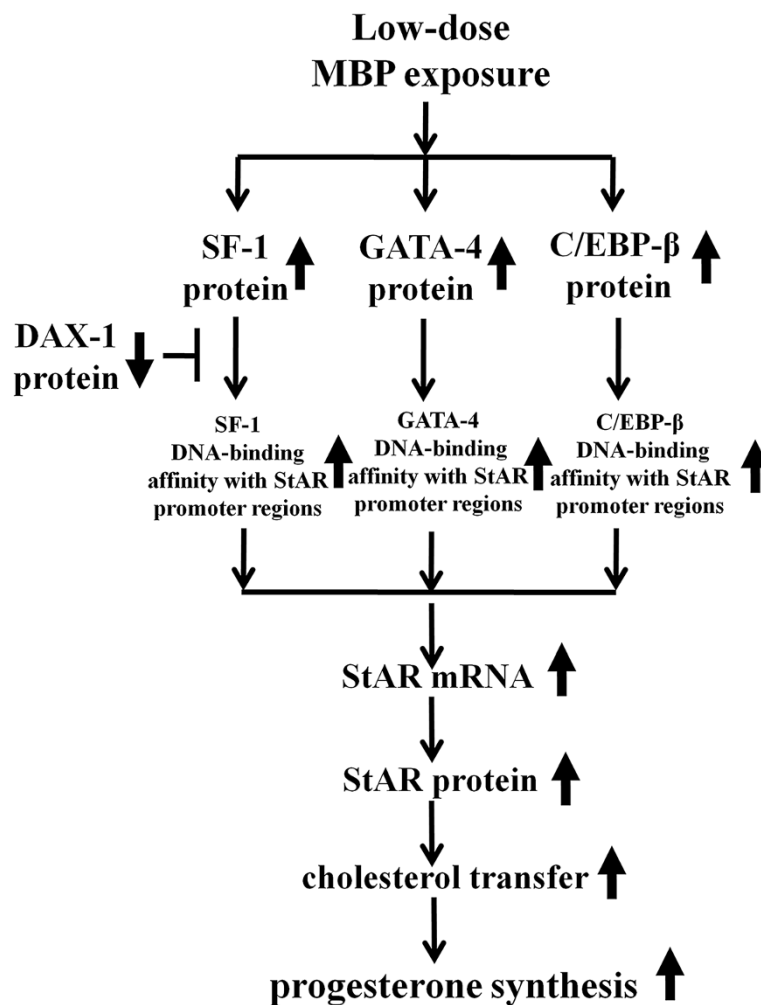 Low-dose
MBP exposure
SF-1
protein
GATA-4
protein
C/EBP-β
protein
DAX-1
protein
SF-1
DNA-binding
affinity with StAR
promoter regions
GATA-4
DNA-binding
affinity with StAR
promoter regions
C/EBP-β
DNA-binding
affinity with StAR
promoter regions
StAR mRNA
StAR protein
cholesterol transfer
progesterone synthesis